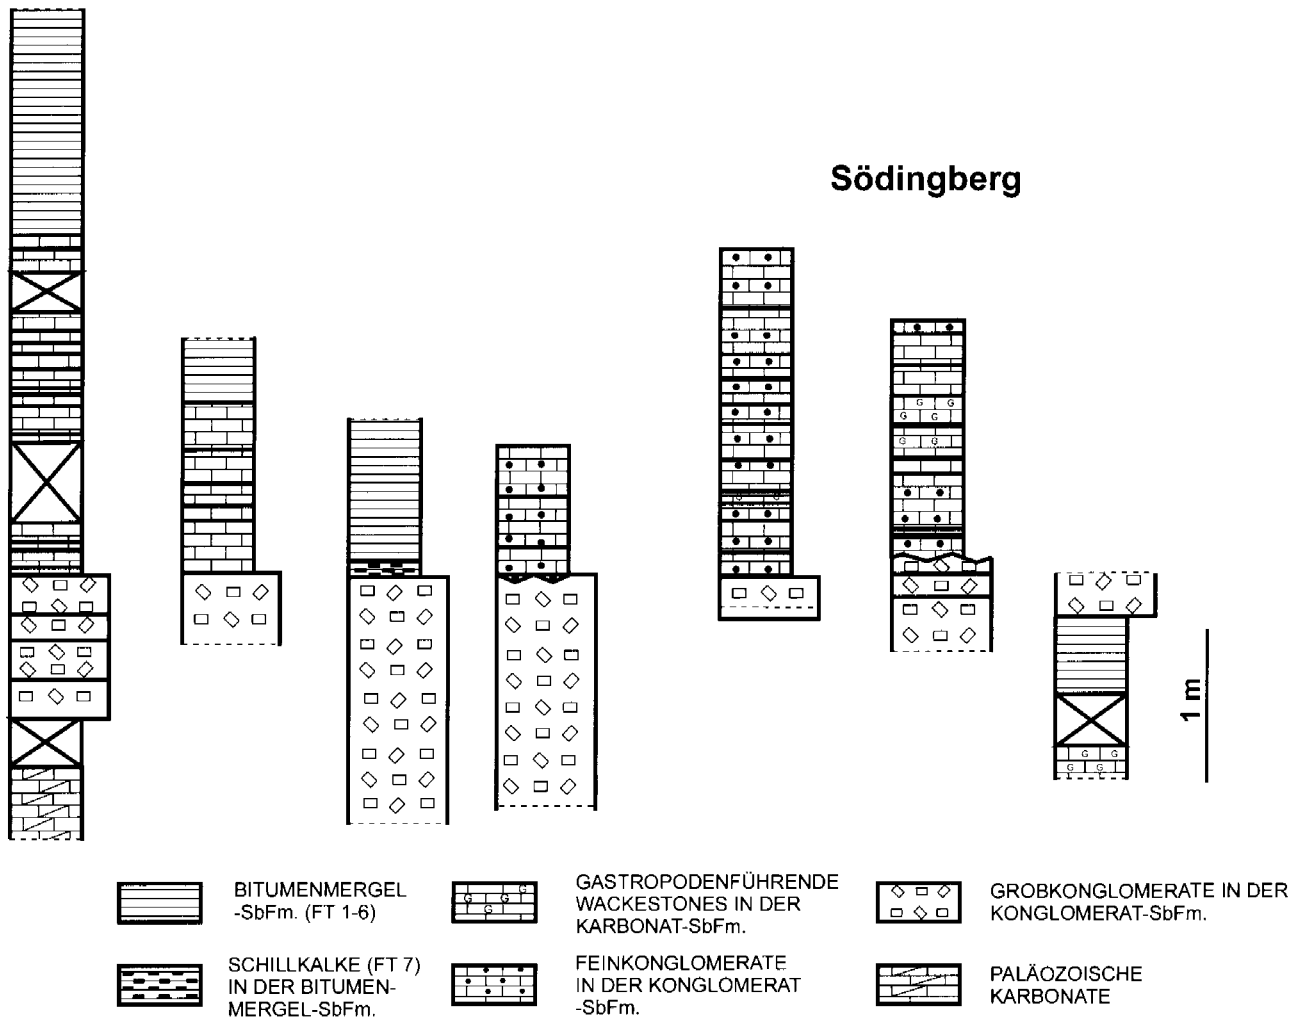 Södingberg
1 m
BITUMENMERGEL
-SbFm. (FT 1-6)
GASTROPODENFÜHRENDE
WACKESTONES IN DER
KARBONAT-SbFm.
GROBKONGLOMERATE IN DER
KONGLOMERAT-SbFm.
SCHILLKALKE (FT 7)
IN DER BITUMEN-
MERGEL-SbFm.
FEINKONGLOMERATE
IN DER KONGLOMERAT
-SbFm.
PALÄOZOISCHE
KARBONATE